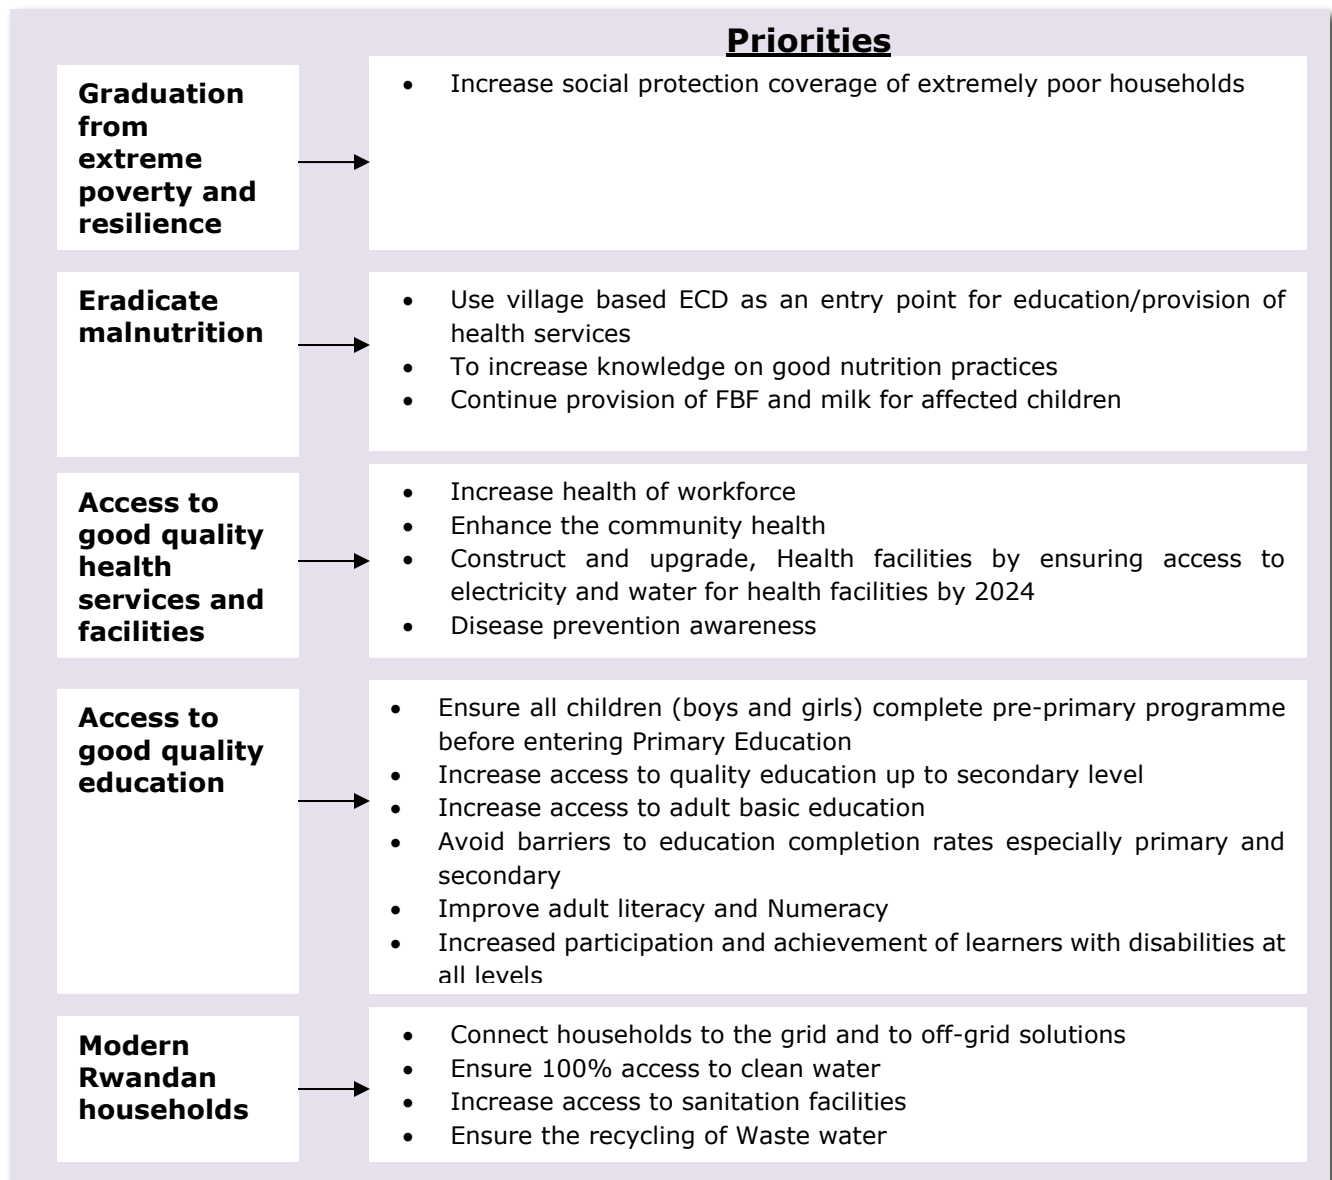 Priorities
Graduation
from
extreme
poverty and
resilience
• Increase social protection coverage of extremely poor households
Eradicate
malnutrition
• Use village based ECD as an entry point for education/provision of
health services
• To increase knowledge on good nutrition practices
• Continue provision of FBF and milk for affected children
Access to
good quality
health
services and
facilities
• Increase health of workforce
• Enhance the community health
• Construct and upgrade, Health facilities by ensuring access to
electricity and water for health facilities by 2024
• Disease prevention awareness
Access to
good quality
education
• Ensure all children (boys and girls) complete pre-primary programme
before entering Primary Education
• Increase access to quality education up to secondary level
• Increase access to adult basic education
• Avoid barriers to education completion rates especially primary and
secondary
• Improve adult literacy and Numeracy
• Increased participation and achievement of learners with disabilities at
all levels
Modern
Rwandan
households
• Connect households to the grid and to off-grid solutions
• Ensure 100% access to clean water
• Increase access to sanitation facilities
• Ensure the recycling of Waste water